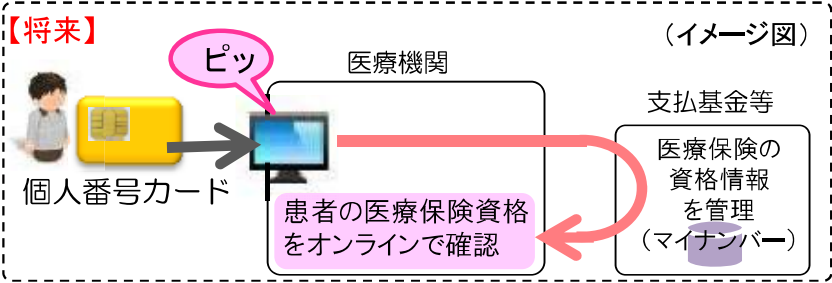 【将来】
（イメージ図）
ピッ
医療機関
支払基金等
個人番号カード
患者の医療保険資格
をオンラインで確認
医療保険の
資格情報
を管理
（マイナンバー）